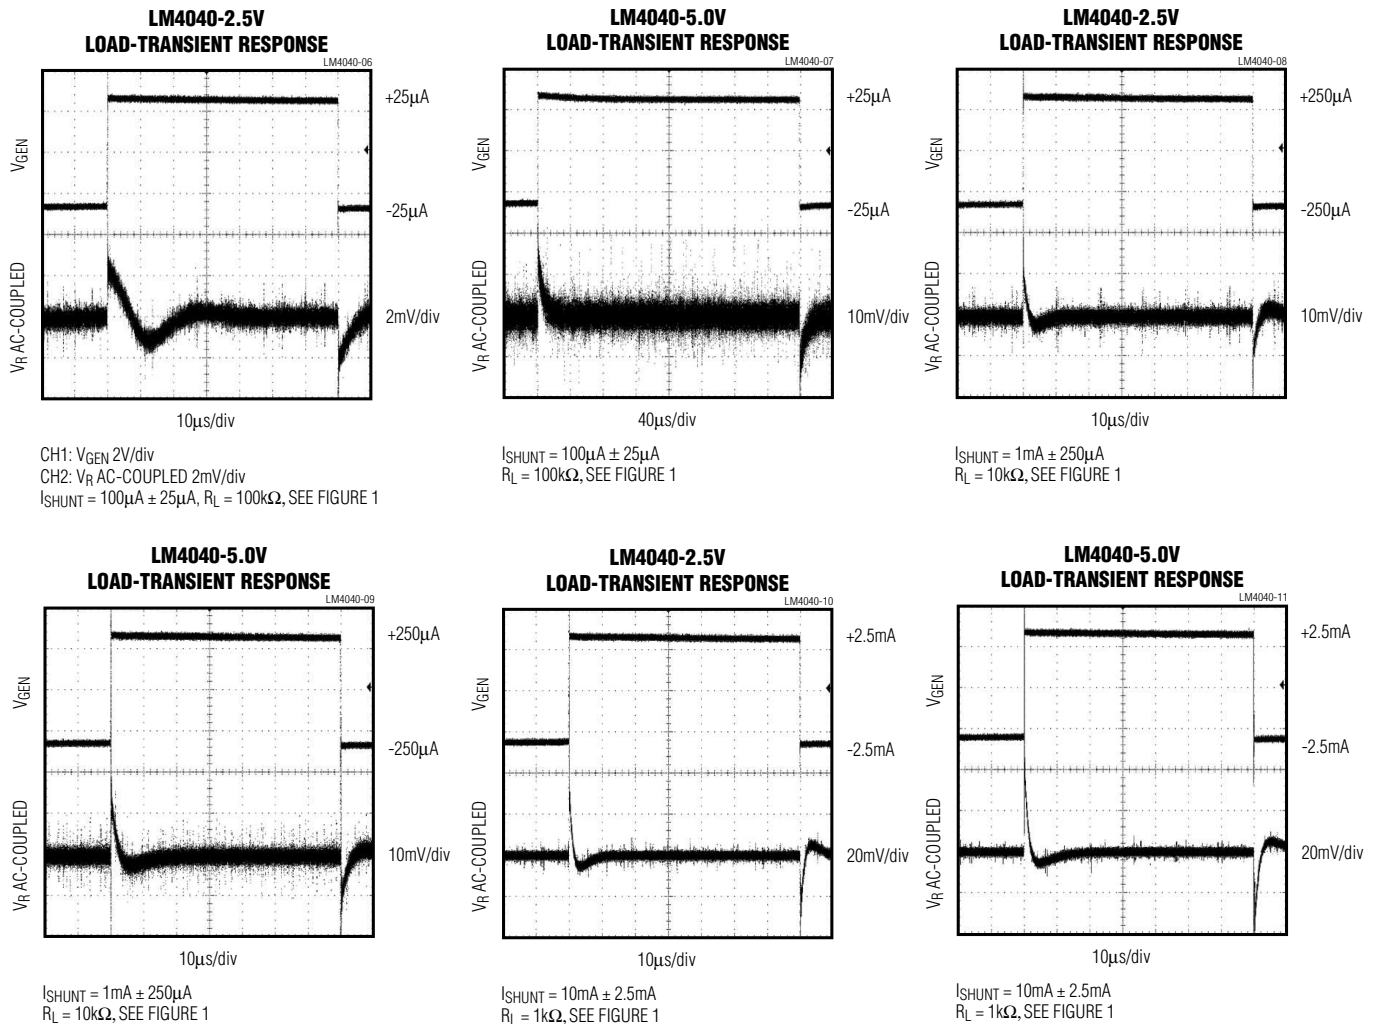 LM4040-2.5V
LOAD-TRANSIENT RESPONSE
LM4040-06
VGEN
+25μA
-25μA
VR AC-COUPLED
2mV/div
10μs/div
CH1: VGEN 2V/div
CH2: VR AC-COUPLED 2mV/div
ISHUNT = 100μA ± 25μA, RL = 100kΩ, SEE FIGURE 1
LM4040-5.0V
LOAD-TRANSIENT RESPONSE
LM4040-07
VGEN
+25μA
-25μA
VR AC-COUPLED
10mV/div
40μs/div
ISHUNT = 100μA ± 25μA
RL = 100kΩ, SEE FIGURE 1
LM4040-2.5V
LOAD-TRANSIENT RESPONSE
LM4040-08
VGEN
+250μA
-250μA
VR AC-COUPLED
10mV/div
10μs/div
ISHUNT = 1mA ± 250μA
RL = 10kΩ, SEE FIGURE 1
LM4040-5.0V
LOAD-TRANSIENT RESPONSE
LM4040-09
VGEN
+250μA
-250μA
VR AC-COUPLED
10mV/div
10μs/div
ISHUNT = 1mA ± 250μA
RL = 10kΩ, SEE FIGURE 1
LM4040-2.5V
LOAD-TRANSIENT RESPONSE
LM4040-10
VGEN
+2.5mA
-2.5mA
VR AC-COUPLED
20mV/div
10μs/div
ISHUNT = 10mA ± 2.5mA
RL = 1kΩ, SEE FIGURE 1
LM4040-5.0V
LOAD-TRANSIENT RESPONSE
LM4040-11
VGEN
+2.5mA
-2.5mA
VR AC-COUPLED
20mV/div
10μs/div
ISHUNT = 10mA ± 2.5mA
RL = 1kΩ, SEE FIGURE 1